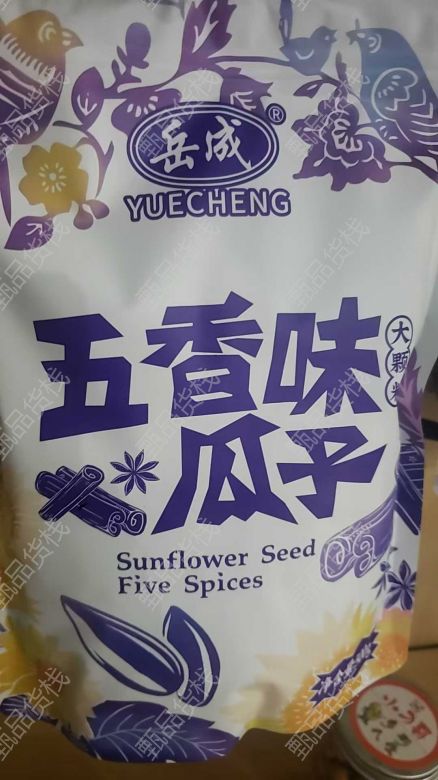 岳成®
YUECHENG
五香味
大颗粒
瓜子
Sunflower Seed
Five Spices
甄品货栈